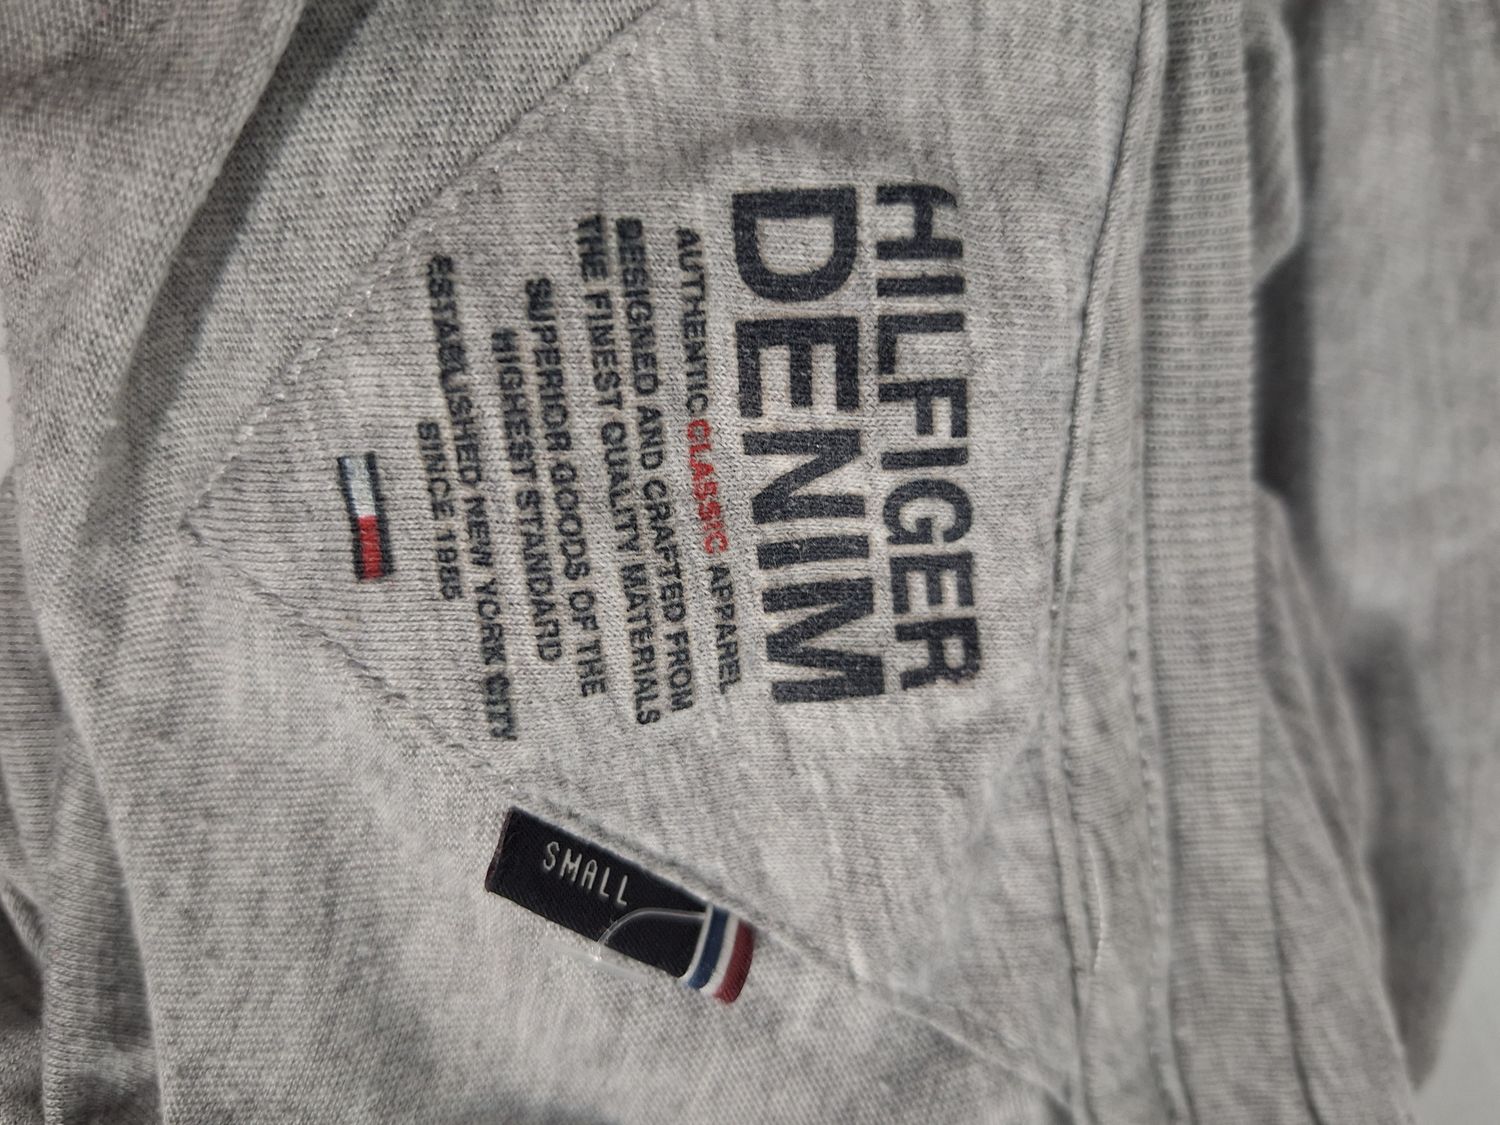 HILFIGER
DENIM
AUTHENTIC CLASSIC APPAREL
DESIGNED AND CRAFTED FROM
THE FINEST QUALITY MATERIALS
SUPERIOR GOODS OF THE
HIGHEST STANDARD
ESTABLISHED NEW YORK CITY
SINCE 1985
SMALL